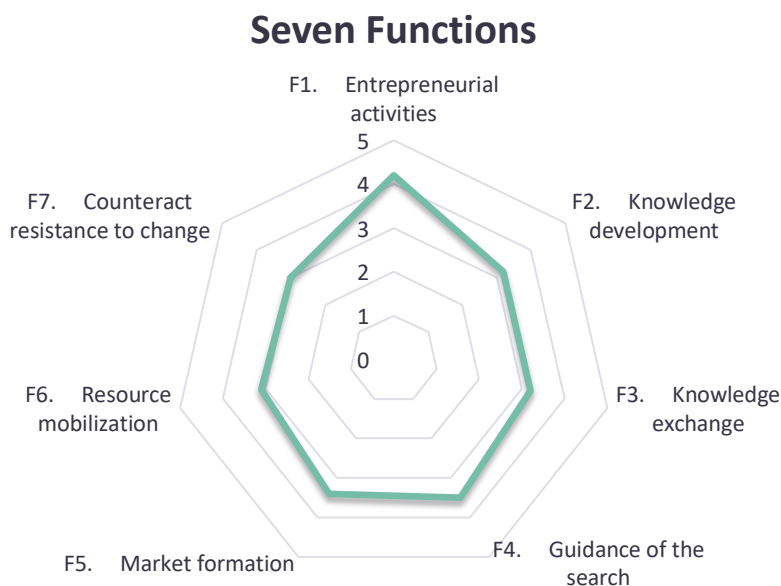 Seven Functions
F1. Entrepreneurial
activities
5
4
3
2
1
0
F2. Knowledge
development
F3. Knowledge
exchange
F4. Guidance of the
search
F5. Market formation
F6. Resource
mobilization
F7. Counteract
resistance to change